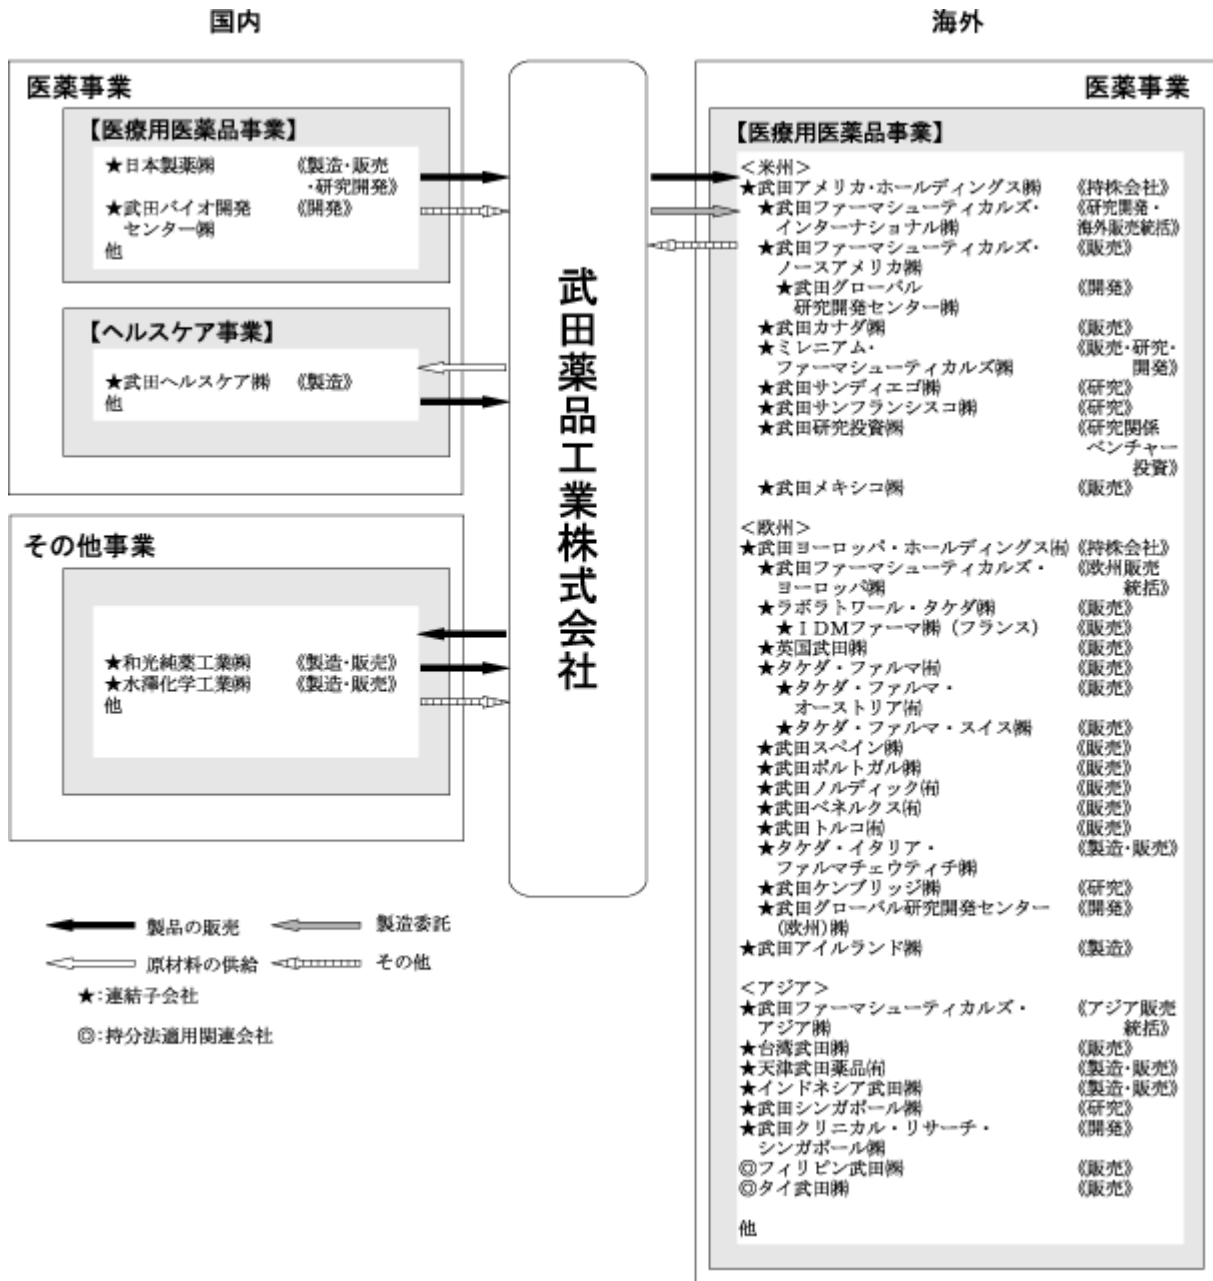 国内
海外
医薬事業
【医療用医薬品事業】
★日本製薬㈱ 《製造・販売
・研究開発》
★武田バイオ開発 《開発》
センター㈱
他
【ヘルスケア事業】
★武田ヘルスケア㈱ 《製造》
他
その他事業
★和光純薬工業㈱ 《製造・販売》
★水澤化学工業㈱ 《製造・販売》
他
武田薬品工業株式会社
医薬事業
【医療用医薬品事業】
＜米州＞
★武田アメリカ・ホールディングス㈱ 《持株会社》
★武田ファーマシューティカルズ・ 《研究開発・
インターナショナル㈱ 海外販売統括》
★武田ファーマシューティカルズ・ 《販売》
ノースアメリカ㈱
★武田グローバル 《開発》
研究開発センター㈱
★武田カナダ㈱ 《販売》
★ミレニアム・ 《販売・研究・
ファーマシューティカルズ㈱ 開発》
★武田サンディエゴ㈱ 《研究》
★武田サンフランシスコ㈱ 《研究》
★武田研究投資㈱ 《研究関係
ベンチャー
投資》
★武田メキシコ㈱ 《販売》
＜欧州＞
★武田ヨーロッパ・ホールディングス㈲ 《持株会社》
★武田ファーマシューティカルズ・ 《欧州販売
ヨーロッパ㈱ 統括》
★ラボラトワール・タケダ㈱ 《販売》
★ＩＤＭファーマ㈱（フランス） 《販売》
★英国武田㈱ 《販売》
★タケダ・ファルマ㈲ 《販売》
★タケダ・ファルマ・ 《販売》
オーストリア㈲
★タケダ・ファルマ・スイス㈱ 《販売》
★武田スペイン㈱ 《販売》
★武田ポルトガル㈱ 《販売》
★武田ノルディック㈲ 《販売》
★武田ベネルクス㈲ 《販売》
★武田トルコ㈲ 《販売》
★タケダ・イタリア・ 《製造・販売》
ファルマチェウティチ㈱
★武田ケンブリッジ㈱ 《研究》
★武田グローバル研究開発センター 《開発》
(欧州)㈱
★武田アイルランド㈱ 《製造》
＜アジア＞
★武田ファーマシューティカルズ・ 《アジア販売
アジア㈱ 統括》
★台湾武田㈱ 《販売》
★天津武田薬品㈲ 《製造・販売》
★インドネシア武田㈱ 《製造・販売》
★武田シンガポール㈱ 《研究》
★武田クリニカル・リサーチ・ 《開発》
シンガポール㈱
◎フィリピン武田㈱ 《販売》
◎タイ武田㈱ 《販売》
他
製品の販売 製造委託
原材料の供給 その他
★：連結子会社
◎：持分法適用関連会社